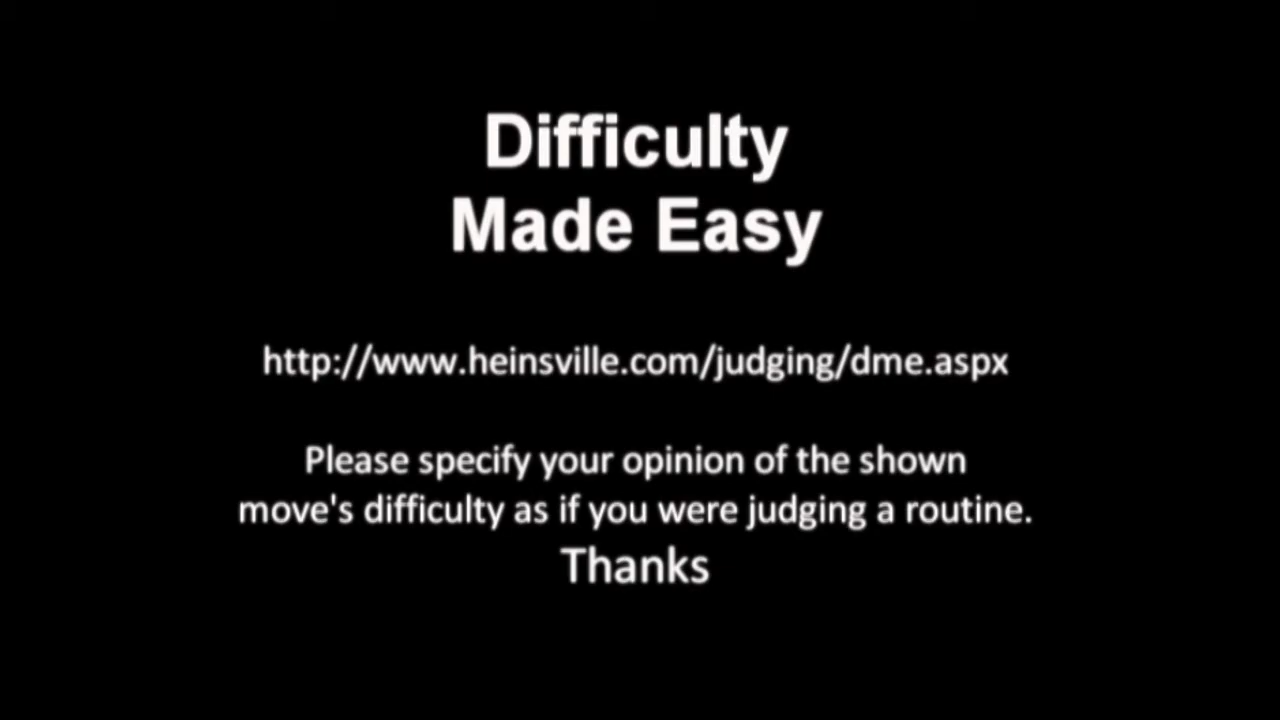 Difficulty
Made Easy
http://www.heinsville.com/judging/dme.aspx
Please specify your opinion of the shown
move's difficulty as if you were judging a routine.
Thanks